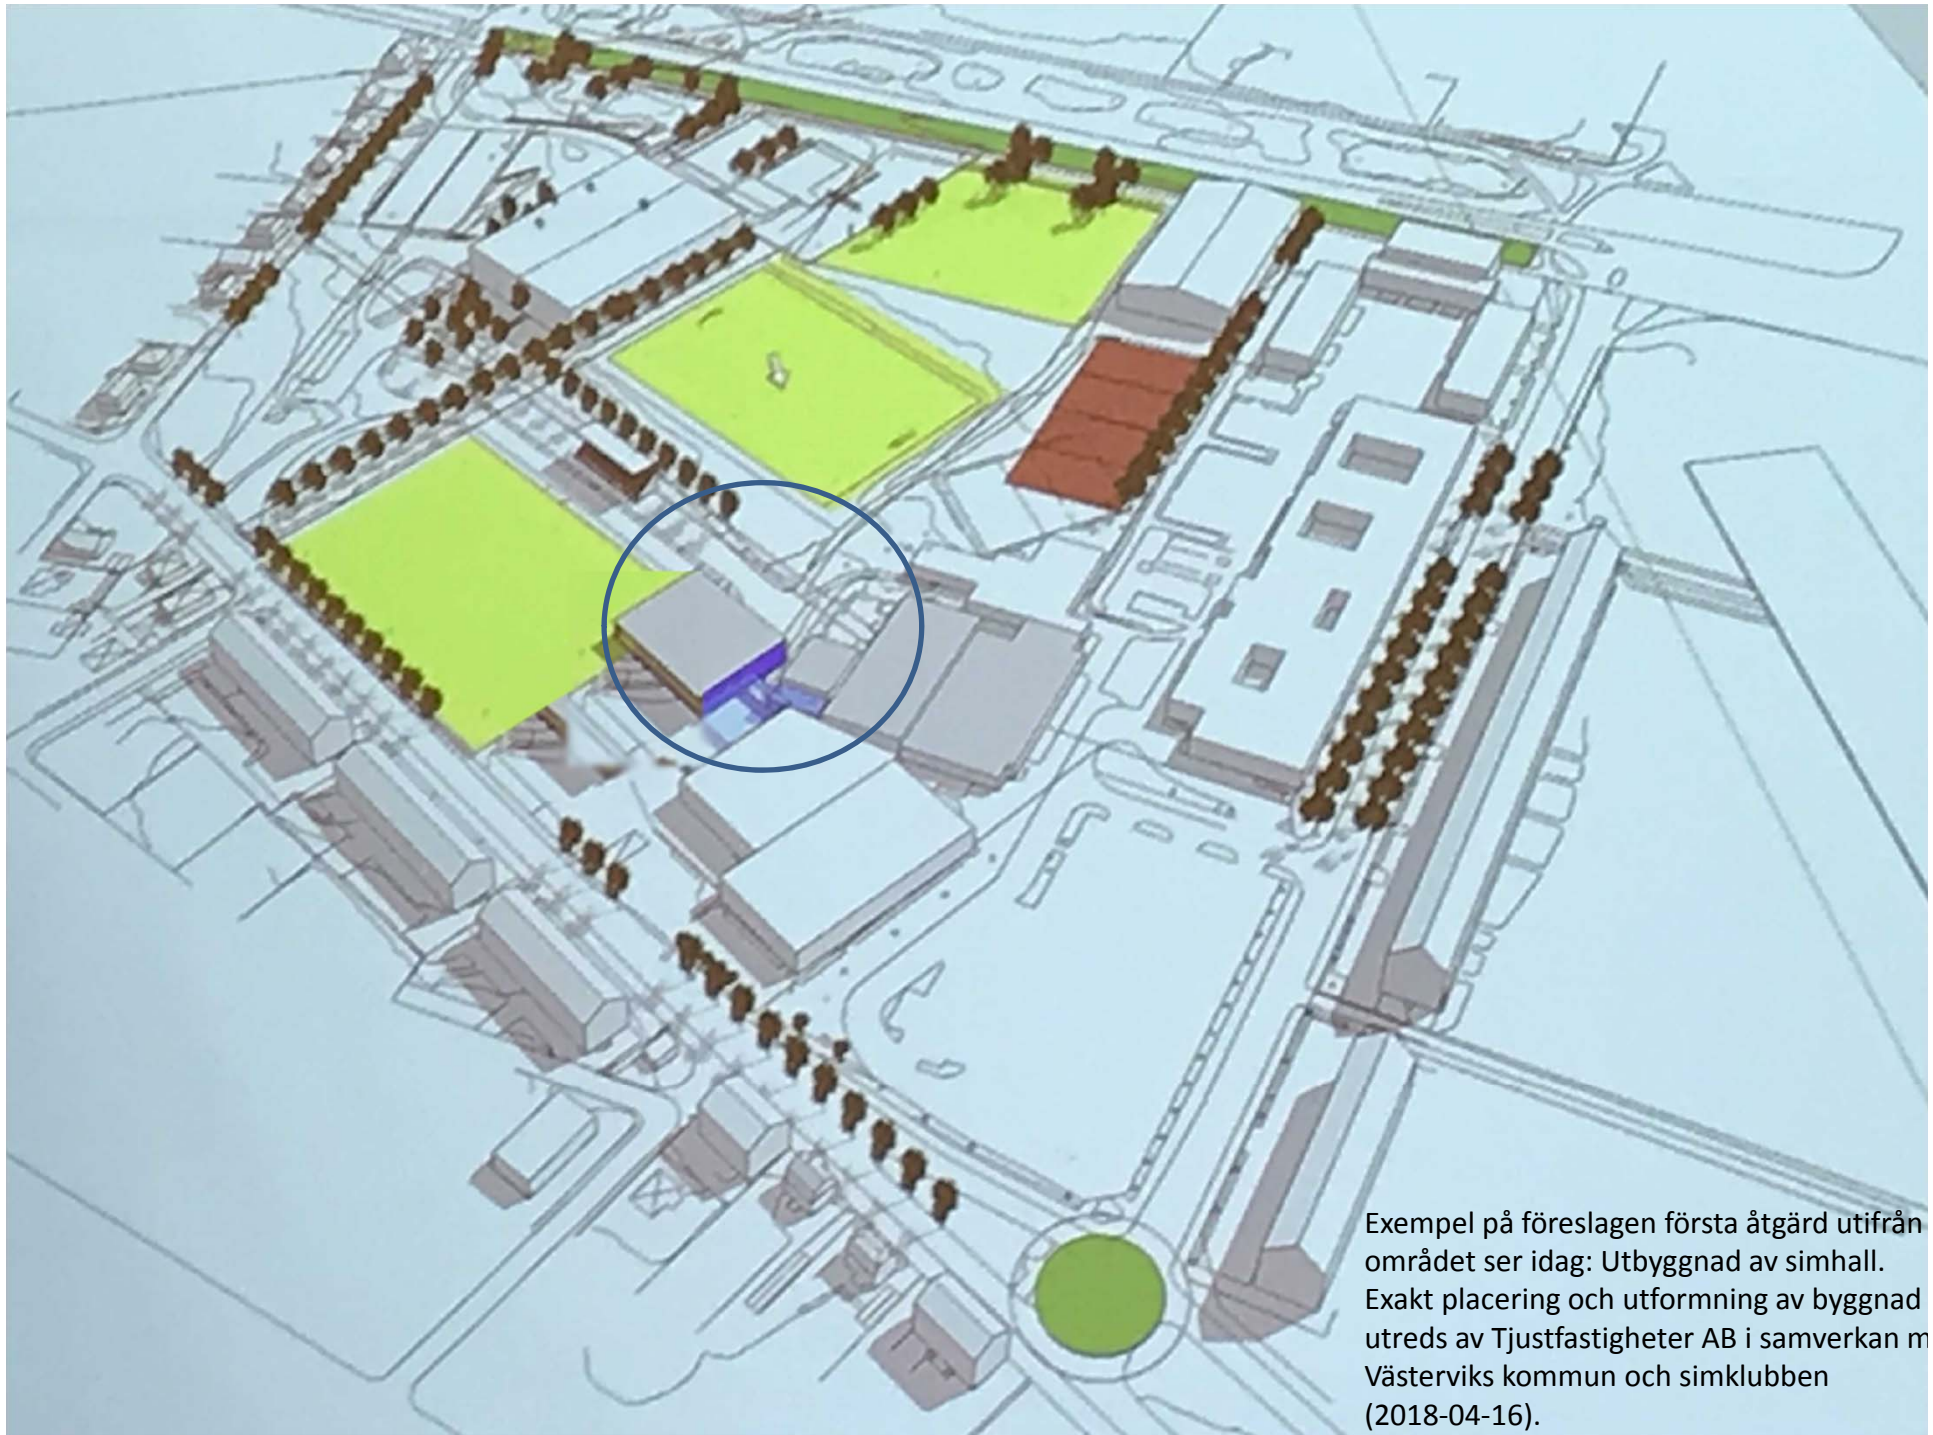 Exempel på föreslagen första åtgärd utifrån
området ser idag: Utbyggnad av simhall.
Exakt placering och utformning av byggnad
utreds av Tjustfastigheter AB i samverkan m
Västerviks kommun och simklubben
(2018-04-16).